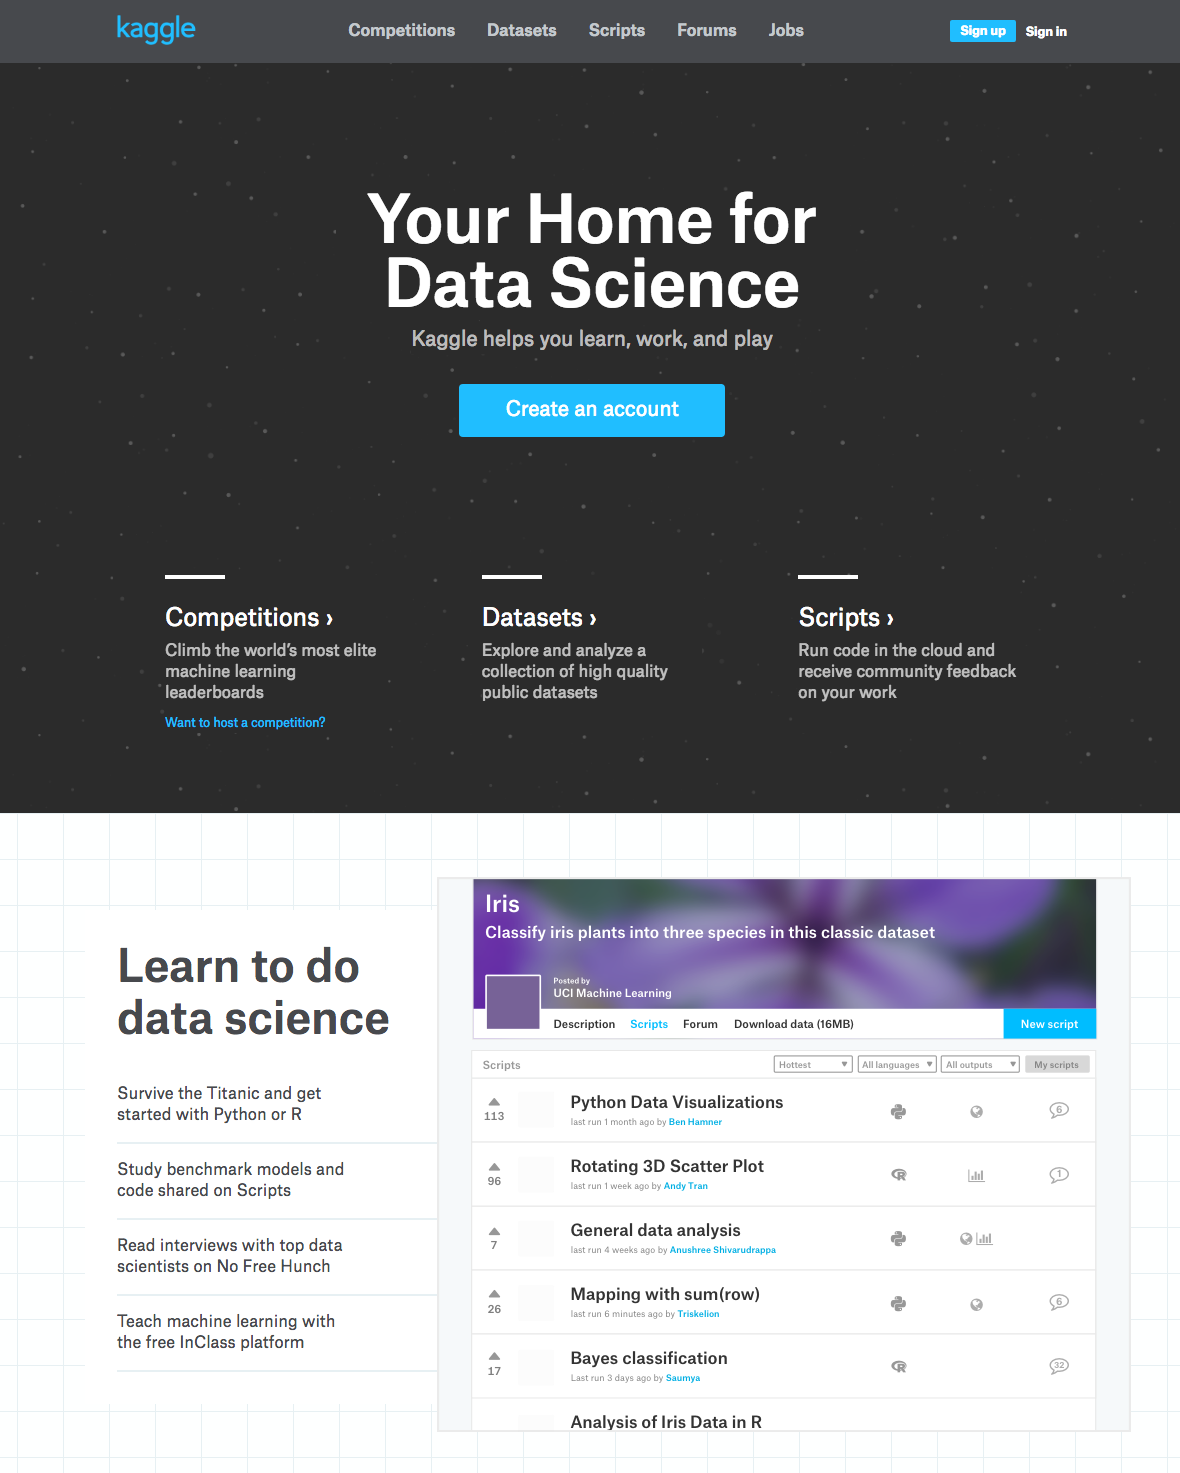 kaggle
Competitions Datasets Scripts Forums Jobs
Sign up Sign in
Your Home for
Data Science
Kaggle helps you learn, work, and play
Create an account
Competitions ›
Climb the world's most elite
machine learning
leaderboards
Want to host a competition?
Datasets ›
Explore and analyze a
collection of high quality
public datasets
Scripts ›
Run code in the cloud and
receive community feedback
on your work
Learn to do
data science
Survive the Titanic and get
started with Python or R
Study benchmark models and
code shared on Scripts
Read interviews with top data
scientists on No Free Hunch
Teach machine learning with
the free InClass platform
Iris
Classify iris plants into three species in this classic dataset
Posted by
UCI Machine Learning
Description Scripts Forum Download data (16MB) New script
Scripts Hottest All languages All outputs My scripts
113 Python Data Visualizations 6
last run 1 month ago by Ben Hamner
96 Rotating 3D Scatter Plot R 1
last run 1 week ago by Andy Tran
7 General data analysis
last run 4 weeks ago by Anushree Shivarudrappa
26 Mapping with sum(row) 6
last run 6 minutes ago by Triskelion
17 Bayes classification R 32
Last run 3 days ago by Saumya
Analysis of Iris Data in R